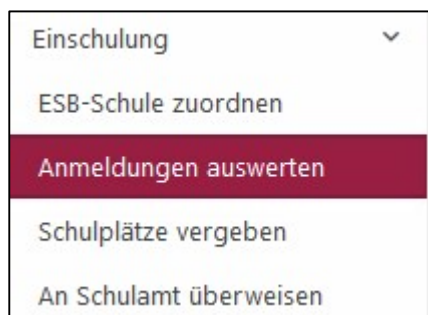 Einschulung
ESB-Schule zuordnen
Anmeldungen auswerten
Schulplätze vergeben
An Schulamt überweisen